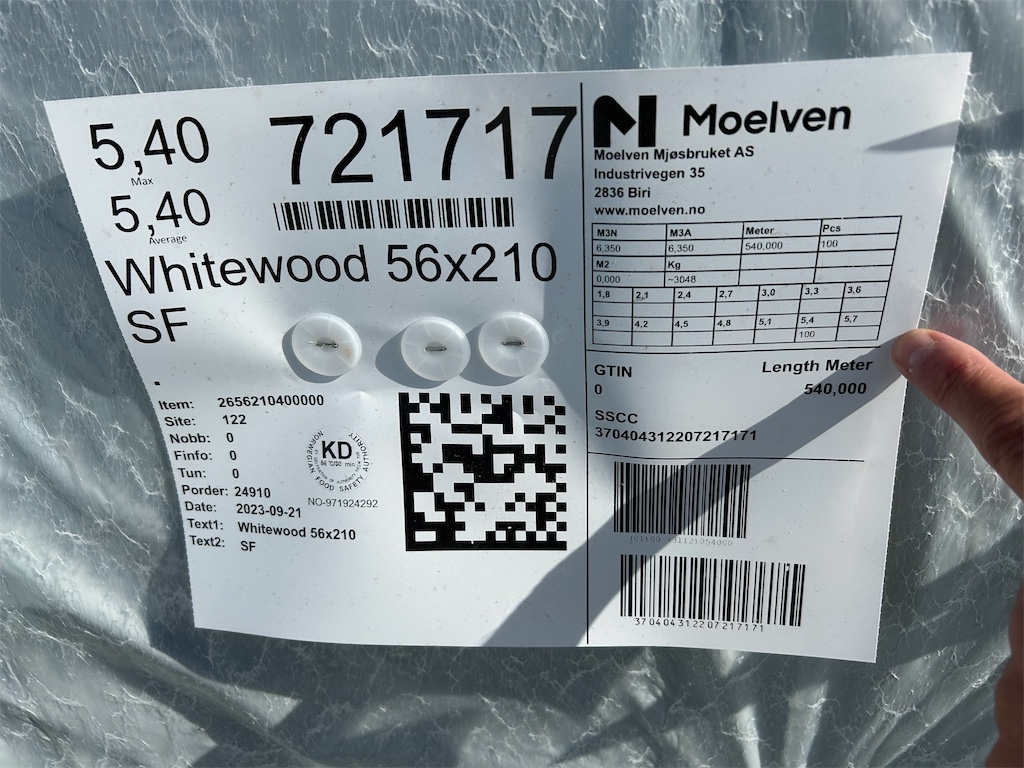 5,40
Max
5,40
Average
721717
Whitewood 56x210
SF
.
Item: 2656210400000
Site: 122
Nobb: 0
Finfo: 0
Tun: 0
Porder: 24910
Date: 2023-09-21
Text1: Whitewood 56x210
Text2: SF
NORWEGIAN FOOD SAFETY AUTHORITY
KD
56 °C/30 min
NO-971924292
Moelven
Moelven Mjøsbruket AS
Industrivegen 35
2836 Biri
www.moelven.no
M3N M3A Meter Pcs
6,350 6,350 540,000 100
M2 Kg
0,000 ~3048
1,8 2,1 2,4 2,7 3,0 3,3 3,6
3,9 4,2 4,5 4,8 5,1 5,4 5,7
100
GTIN Length Meter
0 540,000
SSCC
370404312207217171
370404312207217171